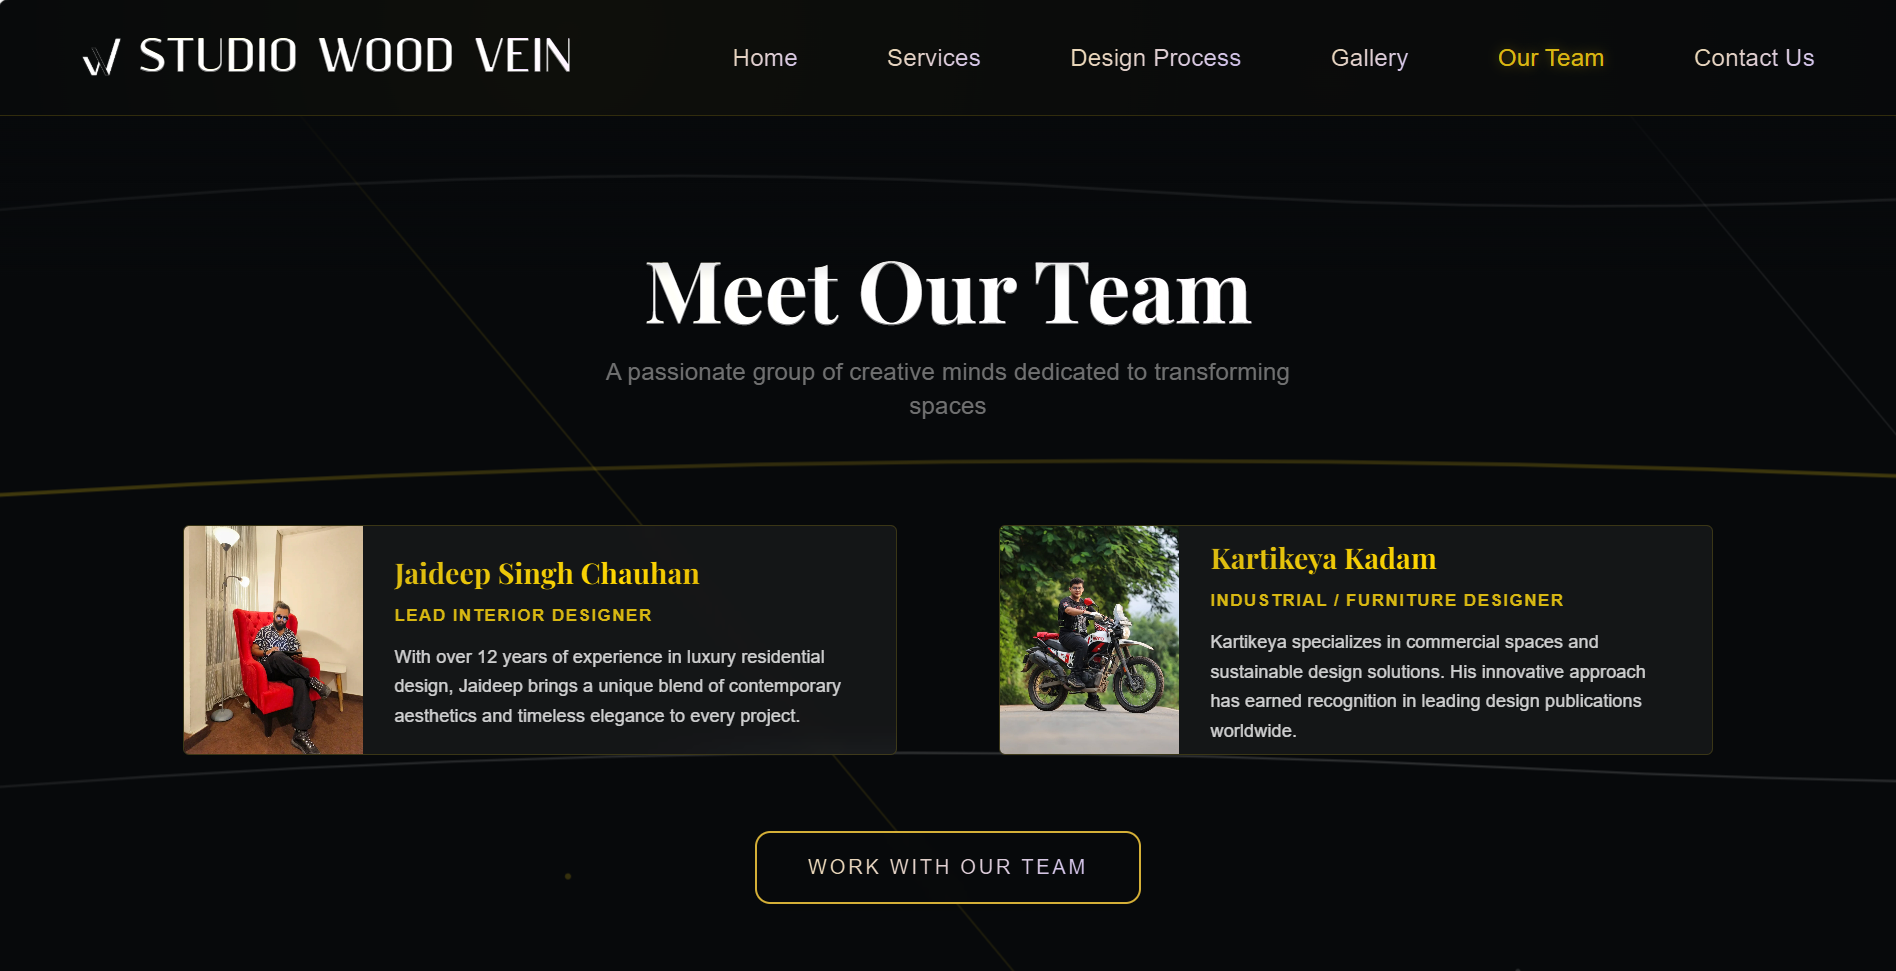 STUDIO WOOD VEIN
Home
Services
Design Process
Gallery
Our Team
Contact Us
Meet Our Team
A passionate group of creative minds dedicated to transforming
spaces
Jaideep Singh Chauhan
LEAD INTERIOR DESIGNER
With over 12 years of experience in luxury residential
design, Jaideep brings a unique blend of contemporary
aesthetics and timeless elegance to every project.
Kartikeya Kadam
INDUSTRIAL / FURNITURE DESIGNER
Kartikeya specializes in commercial spaces and
sustainable design solutions. His innovative approach
has earned recognition in leading design publications
worldwide.
WORK WITH OUR TEAM